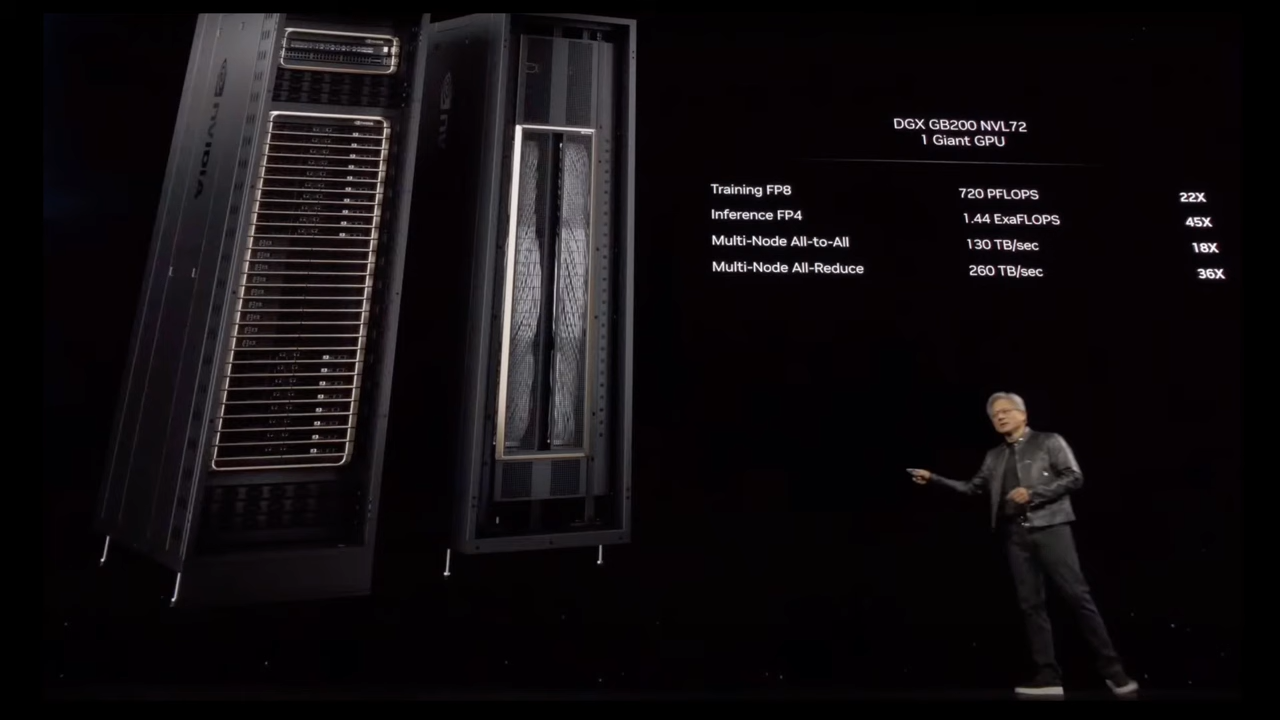 NVIDIA
DGX GB200 NVL72
1 Giant GPU
Training FP8 720 PFLOPS 22X
Inference FP4 1.44 ExaFLOPS 45X
Multi-Node All-to-All 130 TB/sec 18X
Multi-Node All-Reduce 260 TB/sec 36X